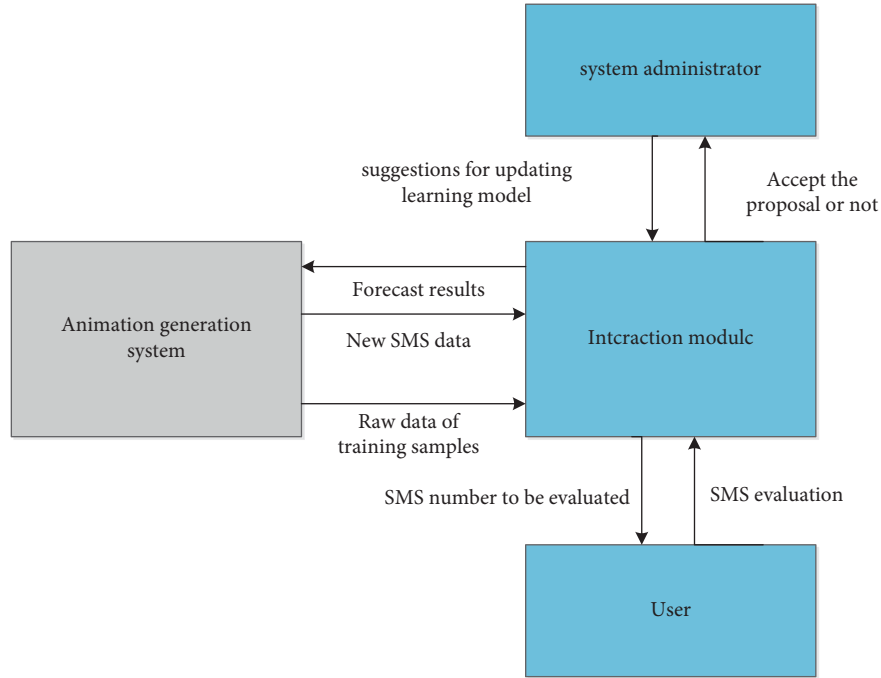 system administrator
suggestions for updating
learning model
Accept the
proposal or not
Forecast results
Animation generation
system
New SMS data
Intcraction modulc
Raw data of
training samples
SMS number to be evaluated
SMS evaluation
User